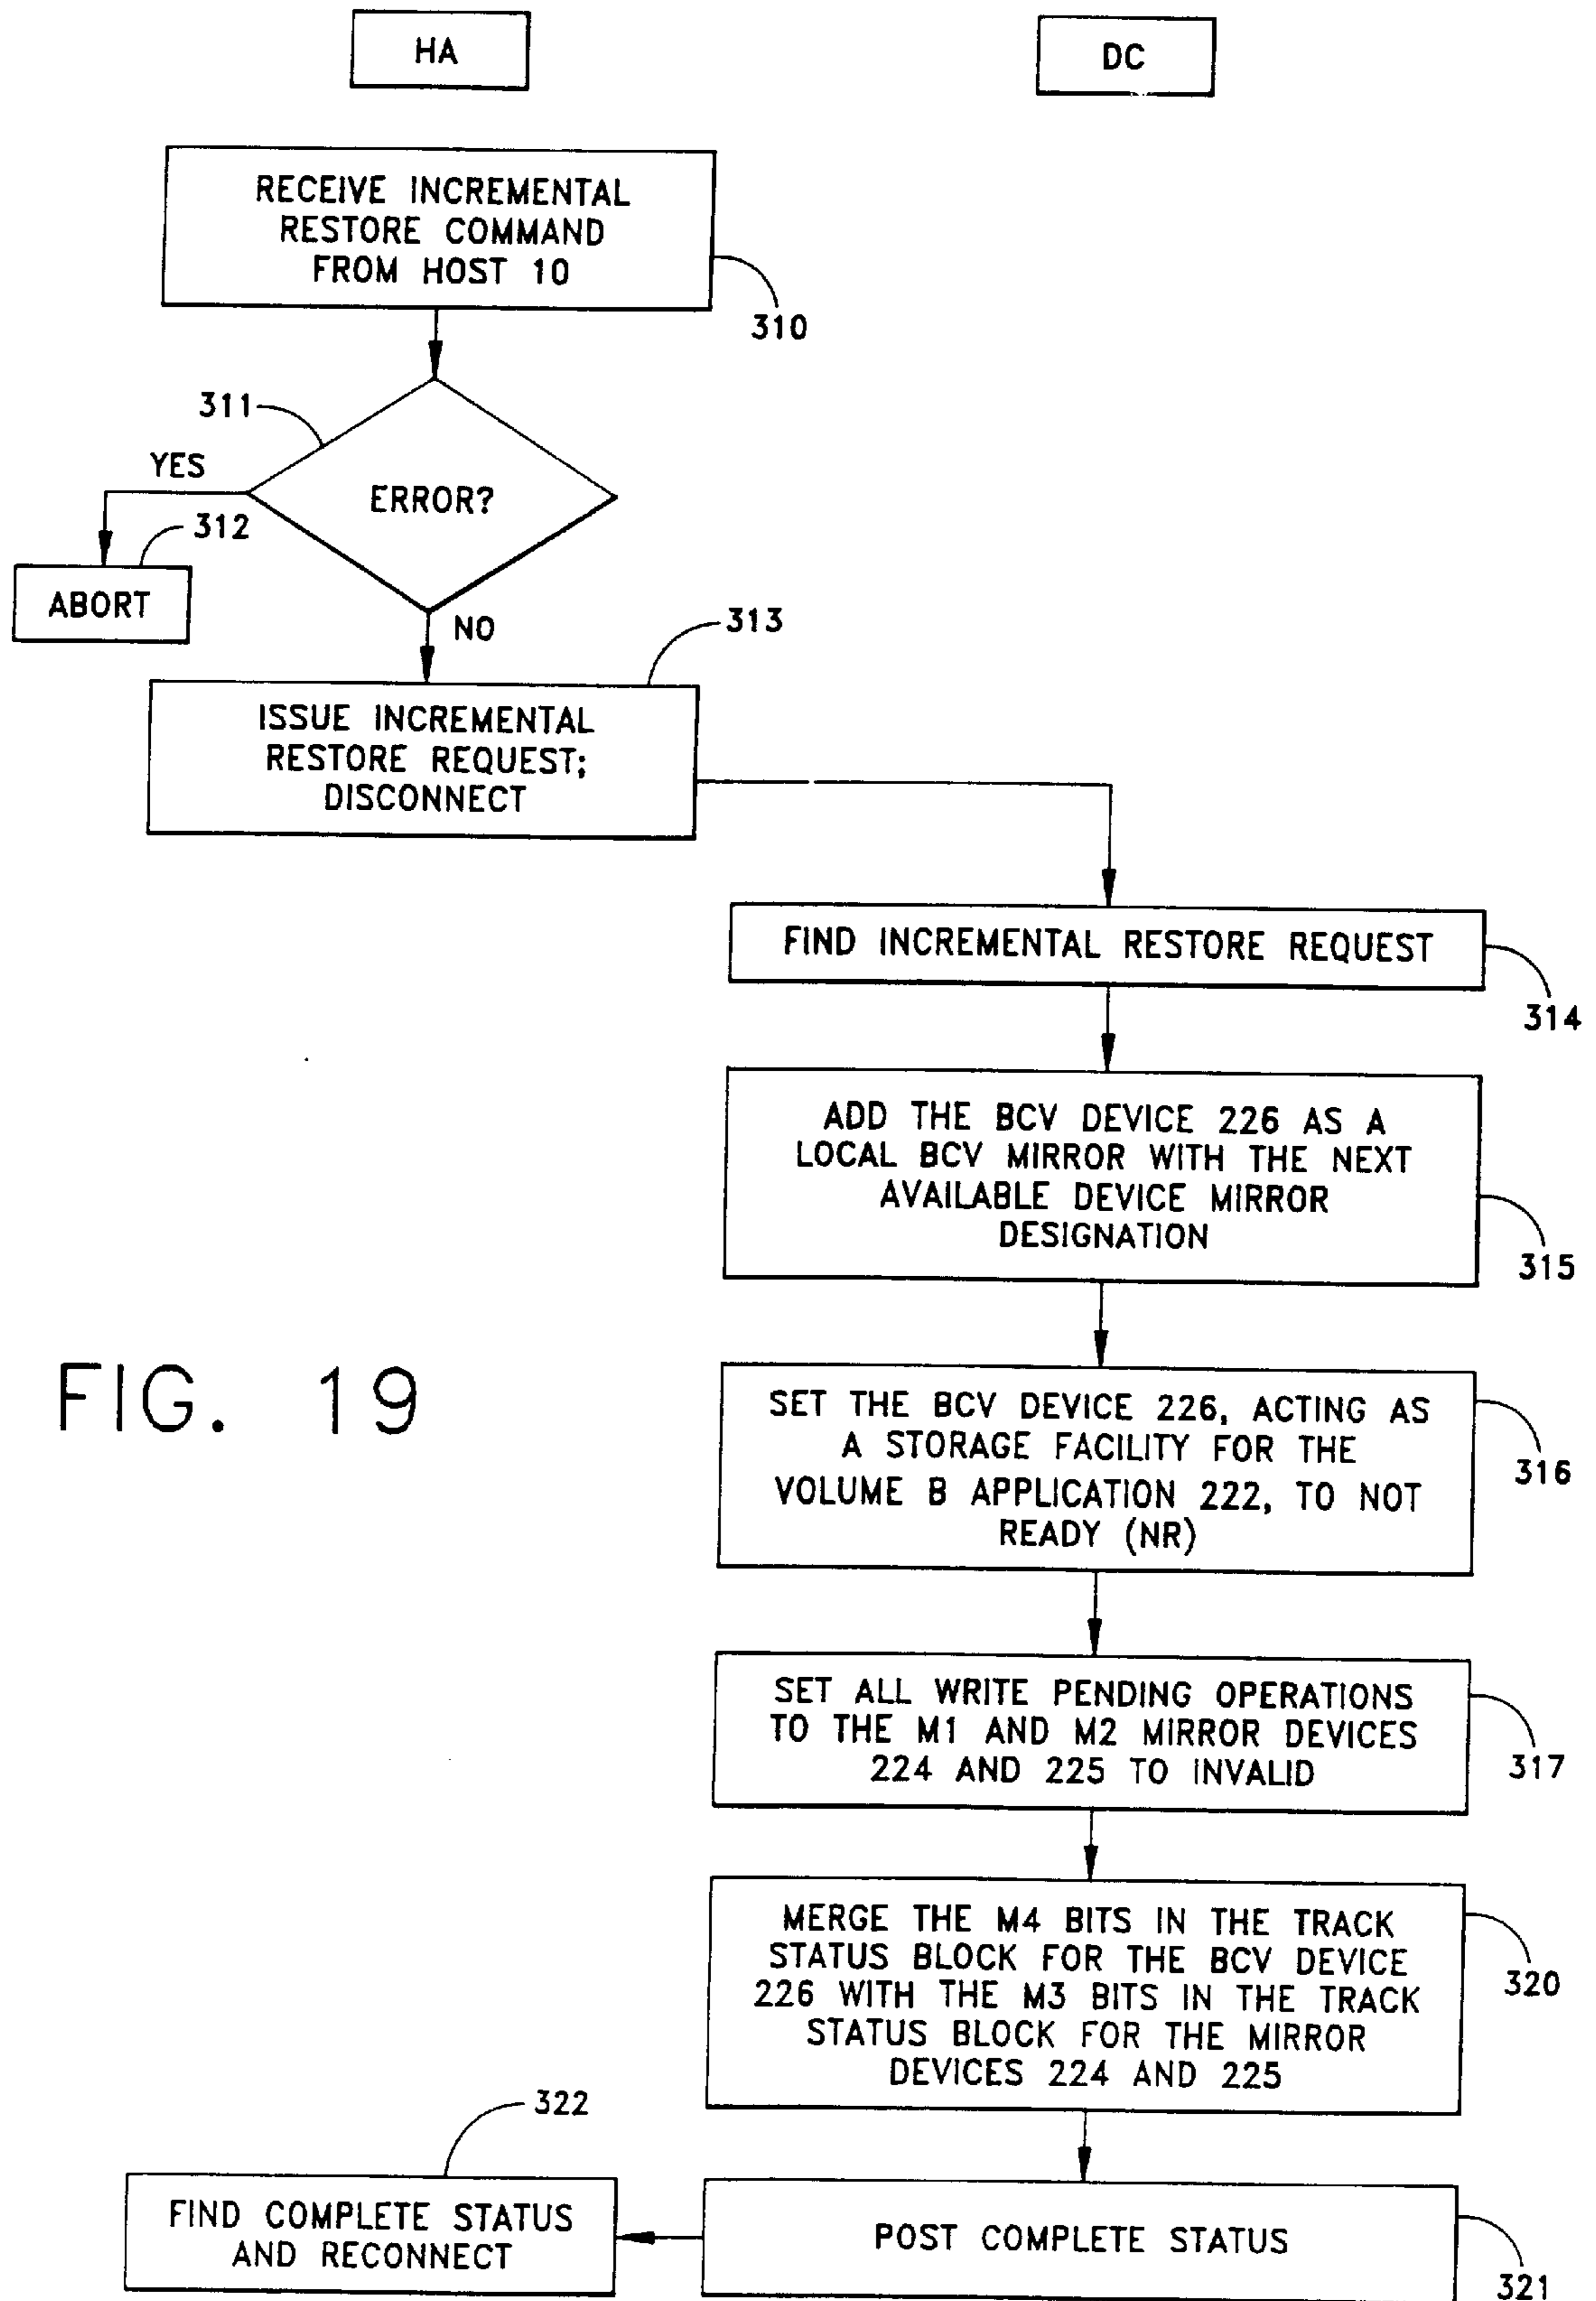 HA
DC
RECEIVE INCREMENTAL
RESTORE COMMAND
FROM HOST 10
310
311
YES
ERROR?
312
ABORT
NO
313
ISSUE INCREMENTAL
RESTORE REQUEST;
DISCONNECT
FIND INCREMENTAL RESTORE REQUEST
314
ADD THE BCV DEVICE 226 AS A
LOCAL BCV MIRROR WITH THE NEXT
AVAILABLE DEVICE MIRROR
DESIGNATION
315
FIG. 19
SET THE BCV DEVICE 226, ACTING AS
A STORAGE FACILITY FOR THE
VOLUME B APPLICATION 222, TO NOT
READY (NR)
316
SET ALL WRITE PENDING OPERATIONS
TO THE M1 AND M2 MIRROR DEVICES
224 AND 225 TO INVALID
317
MERGE THE M4 BITS IN THE TRACK
STATUS BLOCK FOR THE BCV DEVICE
226 WITH THE M3 BITS IN THE TRACK
STATUS BLOCK FOR THE MIRROR
DEVICES 224 AND 225
320
322
FIND COMPLETE STATUS
AND RECONNECT
POST COMPLETE STATUS
321